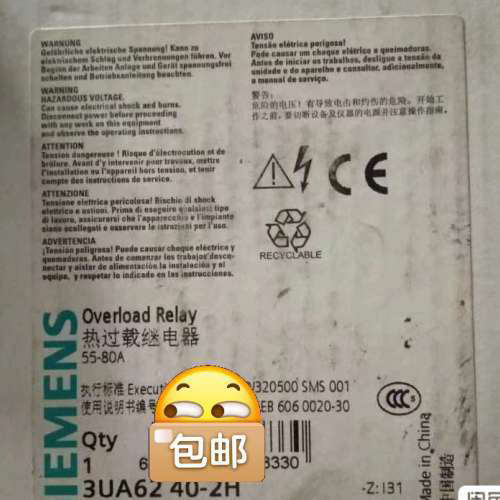 WARNUNG
Gefährliche elektrische Spannung! Kann zu
elektrischem Schlag und Verbrennungen führen. Vor
Beginn der Arbeiten Anlage und Gerät spannungsfrei
schalten und Betriebsanleitung beachten.
WARNING
HAZARDOUS VOLTAGE.
Can cause electrical shock and burns.
Disconnect power before proceeding
with any work on this equipment,
and observe the operating instructions.
ATTENTION
Tension dangereuse ! Risque d'électrocution et de
brûlure. Avant d'y intervenir pour travaux, mettre
l'installation ou l'appareil hors tension, et tenir
compte des instructions de service.
ATTENZIONE
Tensione elettrica pericolosa! Rischio di shock
elettrico e ustioni. Prima di eseguire qualsiasi tipo
di lavoro, assicurarsi che l'apparecchio e l'impianto
siano scollegati e osservare le istruzioni per l'uso.
ADVERTENCIA
¡Tensión peligrosa! Puede causar choque eléctrico y
quemaduras. Antes de comenzar los trabajos desco-
nectar y aislar de alimentación la instalación y el
equipo, y respetar lo indicado en las instrucciones.
AVISO
Tensão elétrica perigosa!
Pode causar um choque elétrico e queimaduras.
Antes de iniciar os trabalhos, desligue a tensão da
unidade e do aparelho e consultar, adicionalmente,
a manual de serviço.
警告:
危险的电压!有导致电击和灼伤的危险。开始工
作之前,要切断设备及仪器的电源并注意操作指南。
CE
RECYCLABLE
SIEMENS
Overload Relay
热过载继电器
55-80A
执行标准 Executi
/320500 SMS 001
使用说明书编号
EB 606 0020-30
CCC
S
Qty
1
6
8330
包邮
3UA62 40-2H
-Z: I31
Made in China
中国制造